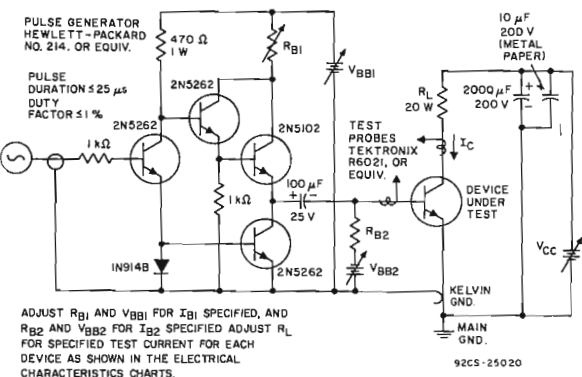 PULSE GENERATOR
HEWLETT-PACKARD
NO. 214. OR EQUIV.
PULSE
DURATION ≤ 25 μs
DUTY
FACTOR ≤ 1 %
470 Ω
1 W
RB1
VBB1
10 μF
200 V
(METAL
PAPER)
2N5262
2N5262
2N5102
RL
20 W
2000 μF
200 V
+
-
1 kΩ
TEST
PROBES
TEKTRONIX
R6021, OR
EQUIV.
IC
1 kΩ
100 μF
+ -
25 V
DEVICE
UNDER
TEST
RB2
1N914B
2N5262
VBB2
VCC
KELVIN
GND.
MAIN
GND.
ADJUST RB1 AND VBB1 FOR IB1 SPECIFIED, AND
RB2 AND VBB2 FOR IB2 SPECIFIED ADJUST RL
FOR SPECIFIED TEST CURRENT FOR EACH
DEVICE AS SHOWN IN THE ELECTRICAL
CHARACTERISTICS CHARTS.
92CS-25020